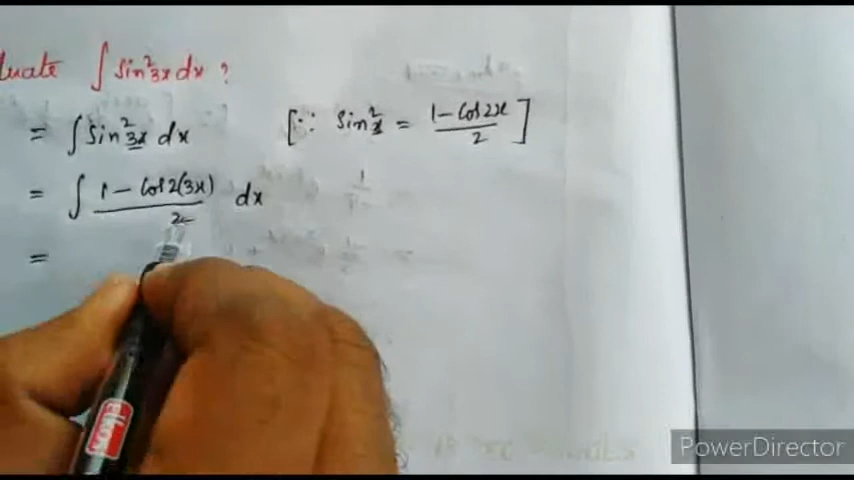 luate ∫ sin²3x dx ?
= ∫ sin²3x dx [∵ sin²x = (1 - cos2x)/2 ]
= ∫ (1 - cos2(3x))/2 dx
=
PowerDirector